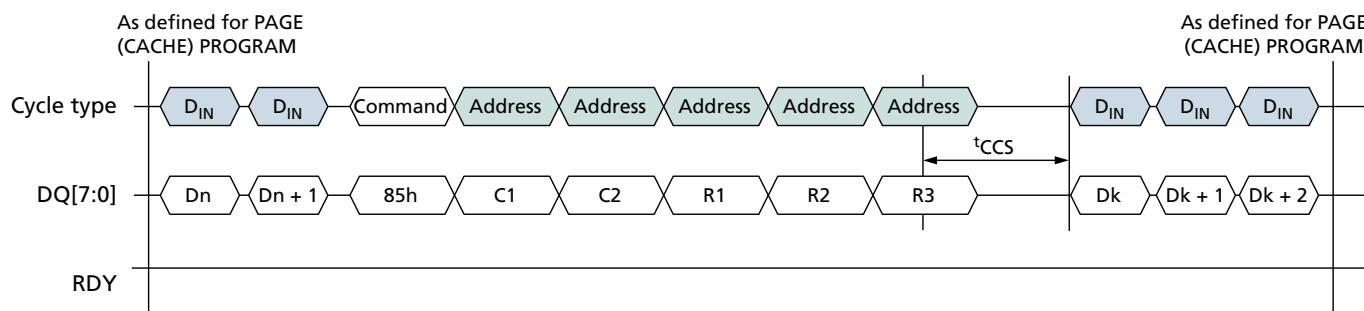 As defined for PAGE
(CACHE) PROGRAM
As defined for PAGE
(CACHE) PROGRAM
Cycle type DIN DIN Command Address Address Address Address Address DIN DIN DIN
tCCS
DQ[7:0] Dn Dn + 1 85h C1 C2 R1 R2 R3 Dk Dk + 1 Dk + 2
RDY